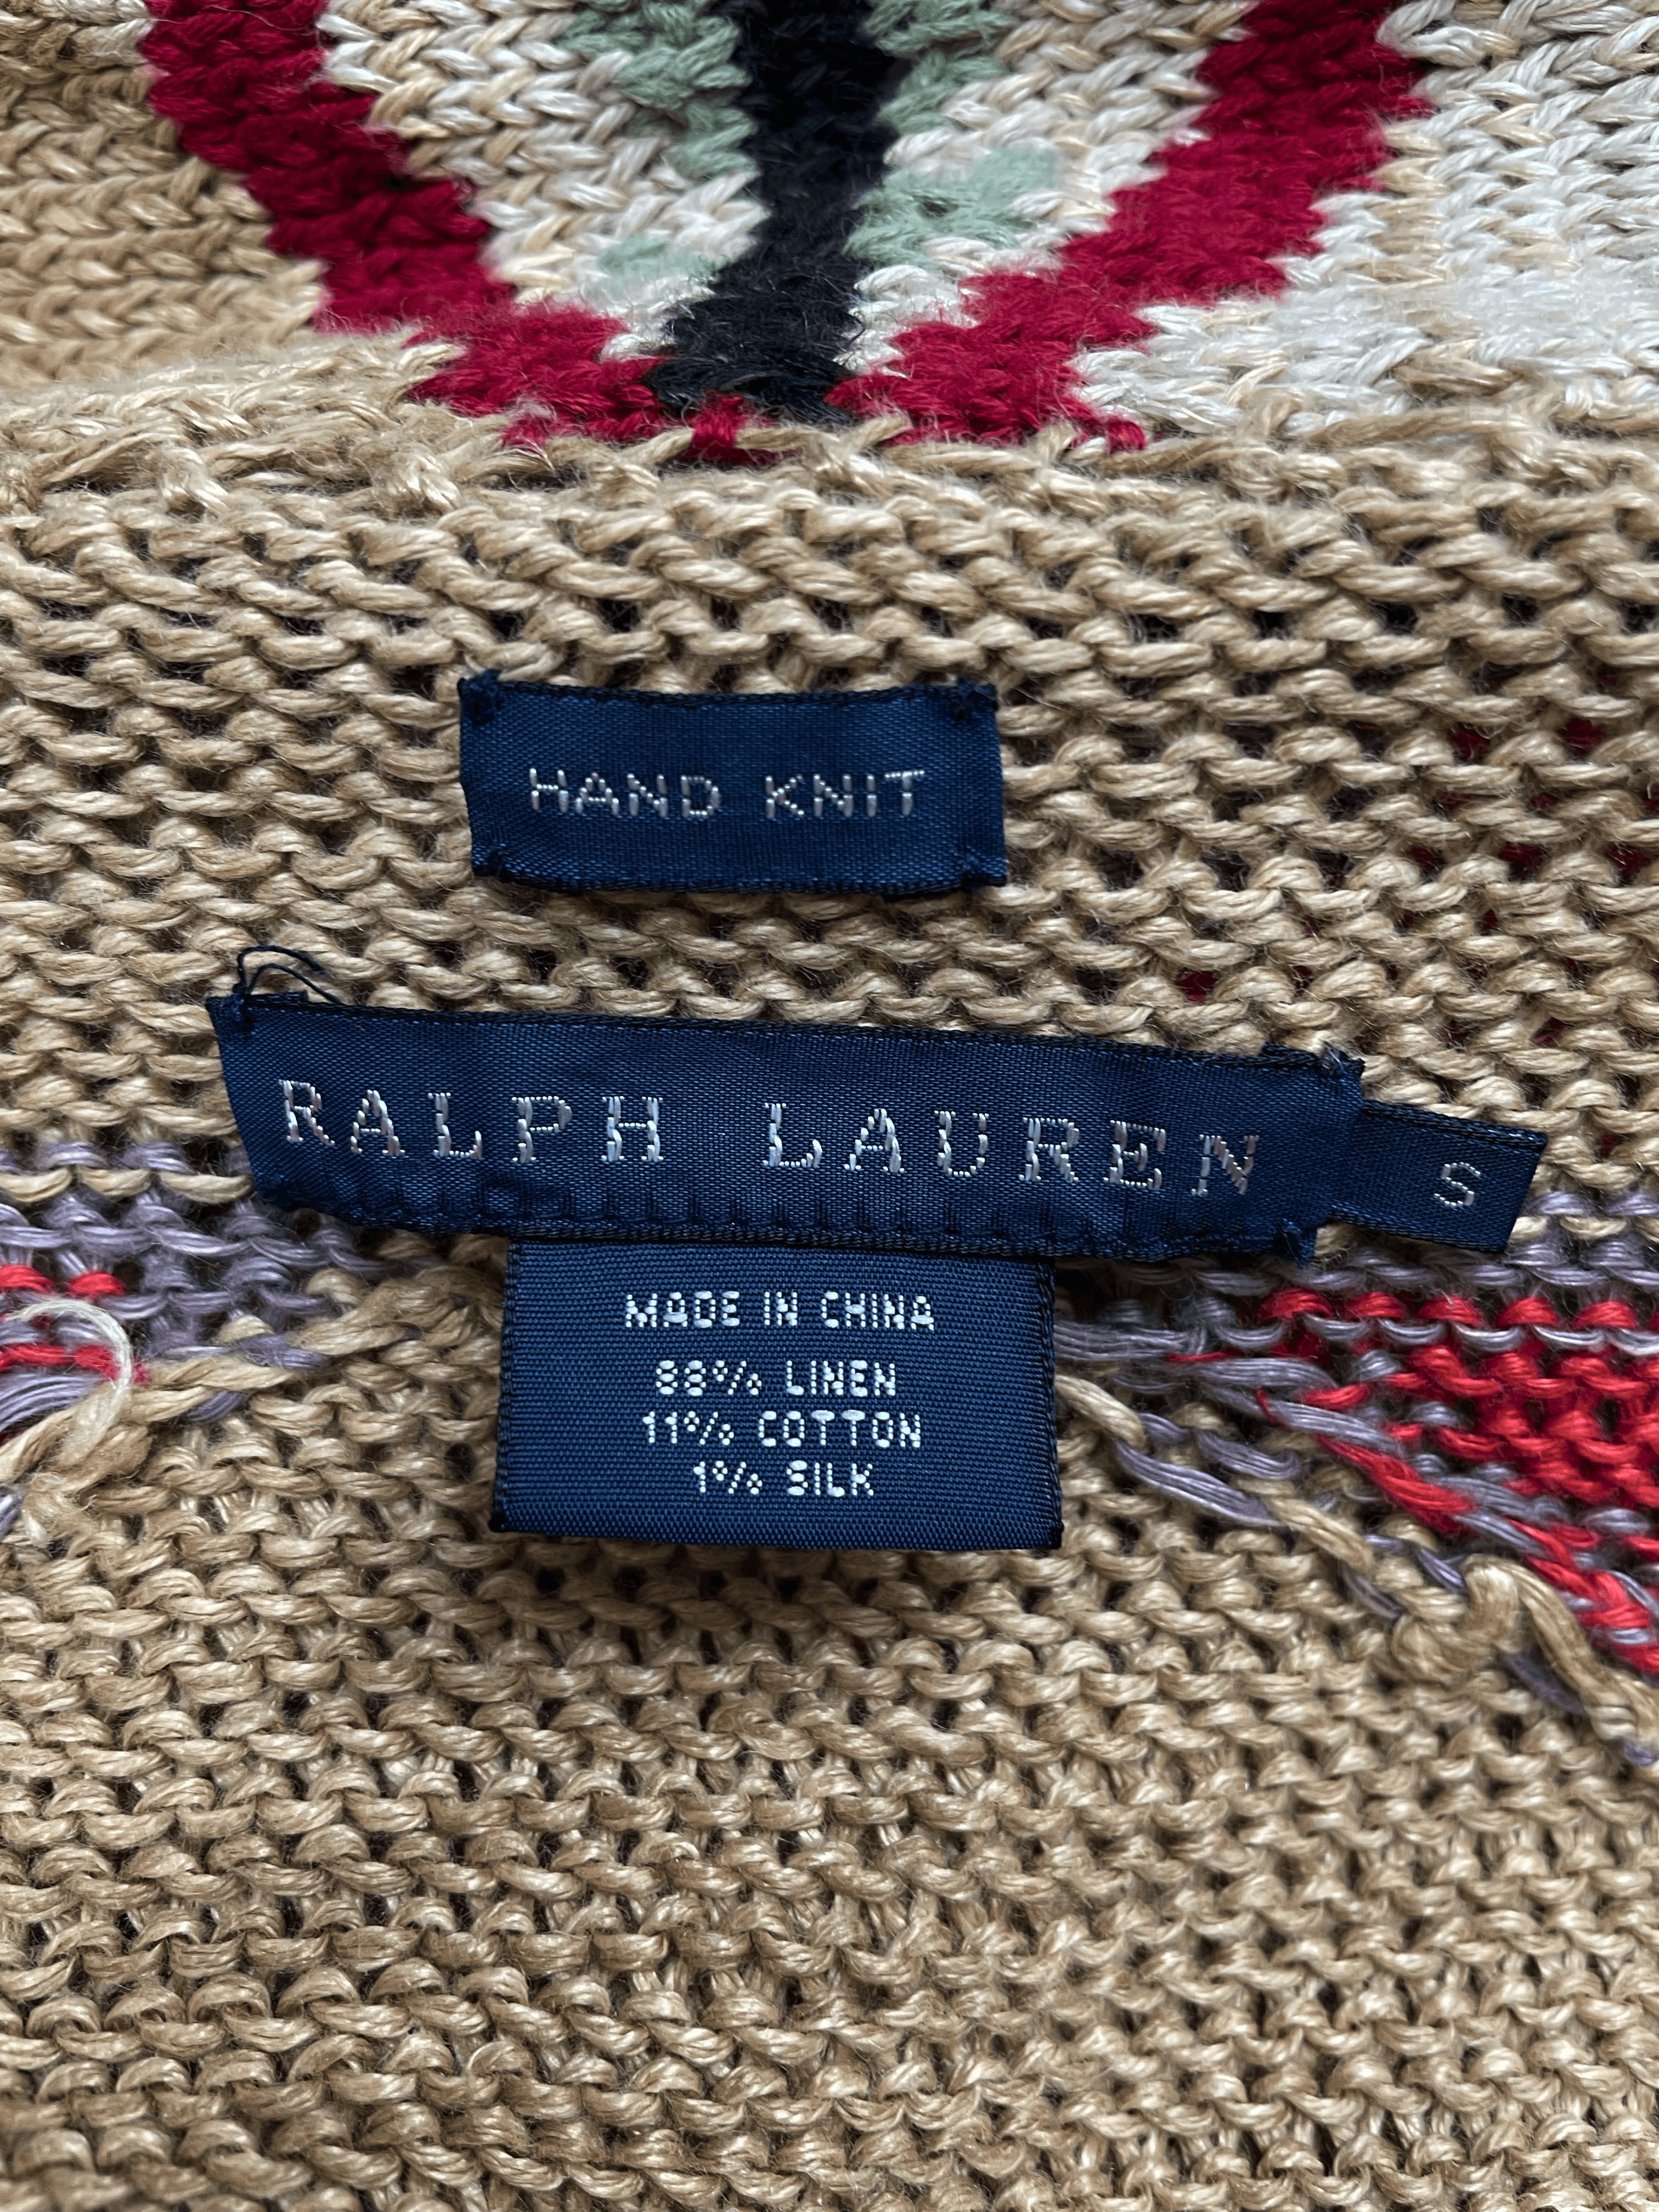 HAND KNIT
RALPH LAUREN
S
MADE IN CHINA
88% LINEN
11% COTTON
1% SILK